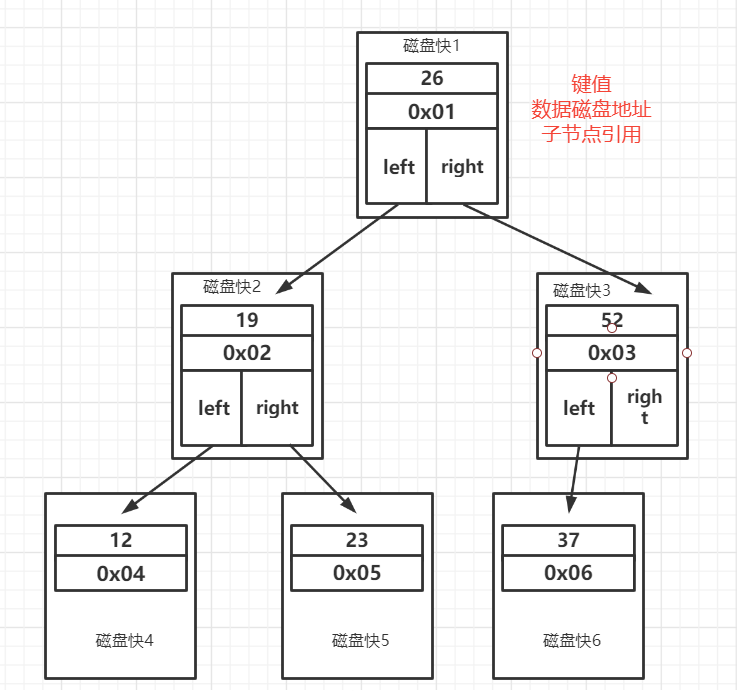 磁盘快1
26
0x01
left right
键值
数据磁盘地址
子节点引用
磁盘快2
19
0x02
left right
磁盘快3
52
0x03
left
righ
t
12
0x04
磁盘快4
23
0x05
磁盘快5
37
0x06
磁盘快6